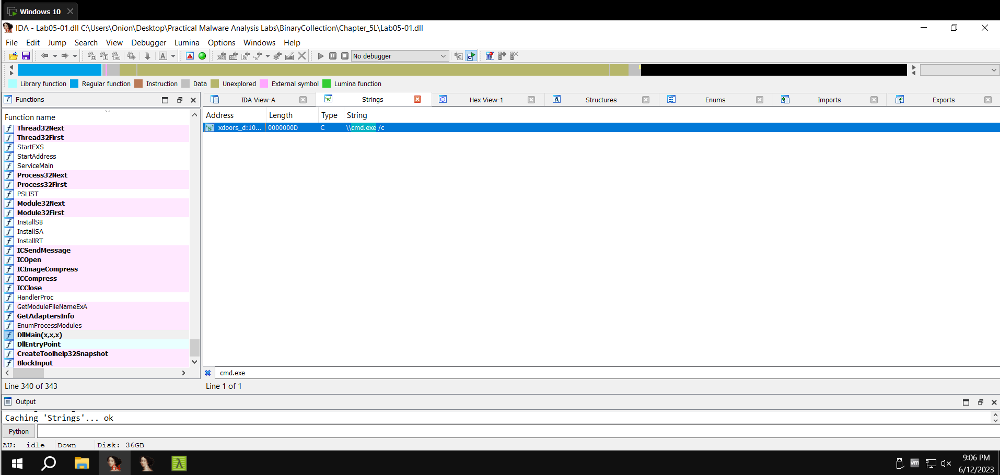 Windows 10
IDA - Lab05-01.dll C:\Users\Onion\Desktop\Practical Malware Analysis Labs\BinaryCollection\Chapter_5L\Lab05-01.dll
File Edit Jump Search View Debugger Lumina Options Windows Help
No debugger
Library function Regular function Instruction Data Unexplored External symbol Lumina function
Functions
IDA View-A Strings Hex View-1 Structures Enums Imports Exports
Function name
Address Length Type String
xdoors_d:10... 0000000D C \\cmd.exe /c
Thread32Next
Thread32First
StartEXS
StartAddress
ServiceMain
Process32Next
Process32First
PSLIST
Module32Next
Module32First
InstallSB
InstallSA
InstallRT
ICSendMessage
ICOpen
ICImageCompress
ICCompress
ICClose
HandlerProc
GetModuleFileNameExA
GetAdaptersInfo
EnumProcessModules
DllMain(x,x,x)
DllEntryPoint
CreateToolhelp32Snapshot
BlockInput
cmd.exe
Line 340 of 343
Line 1 of 1
Output
Caching 'Strings'... ok
Python
AU: idle Down Disk: 36GB
9:06 PM
6/12/2023